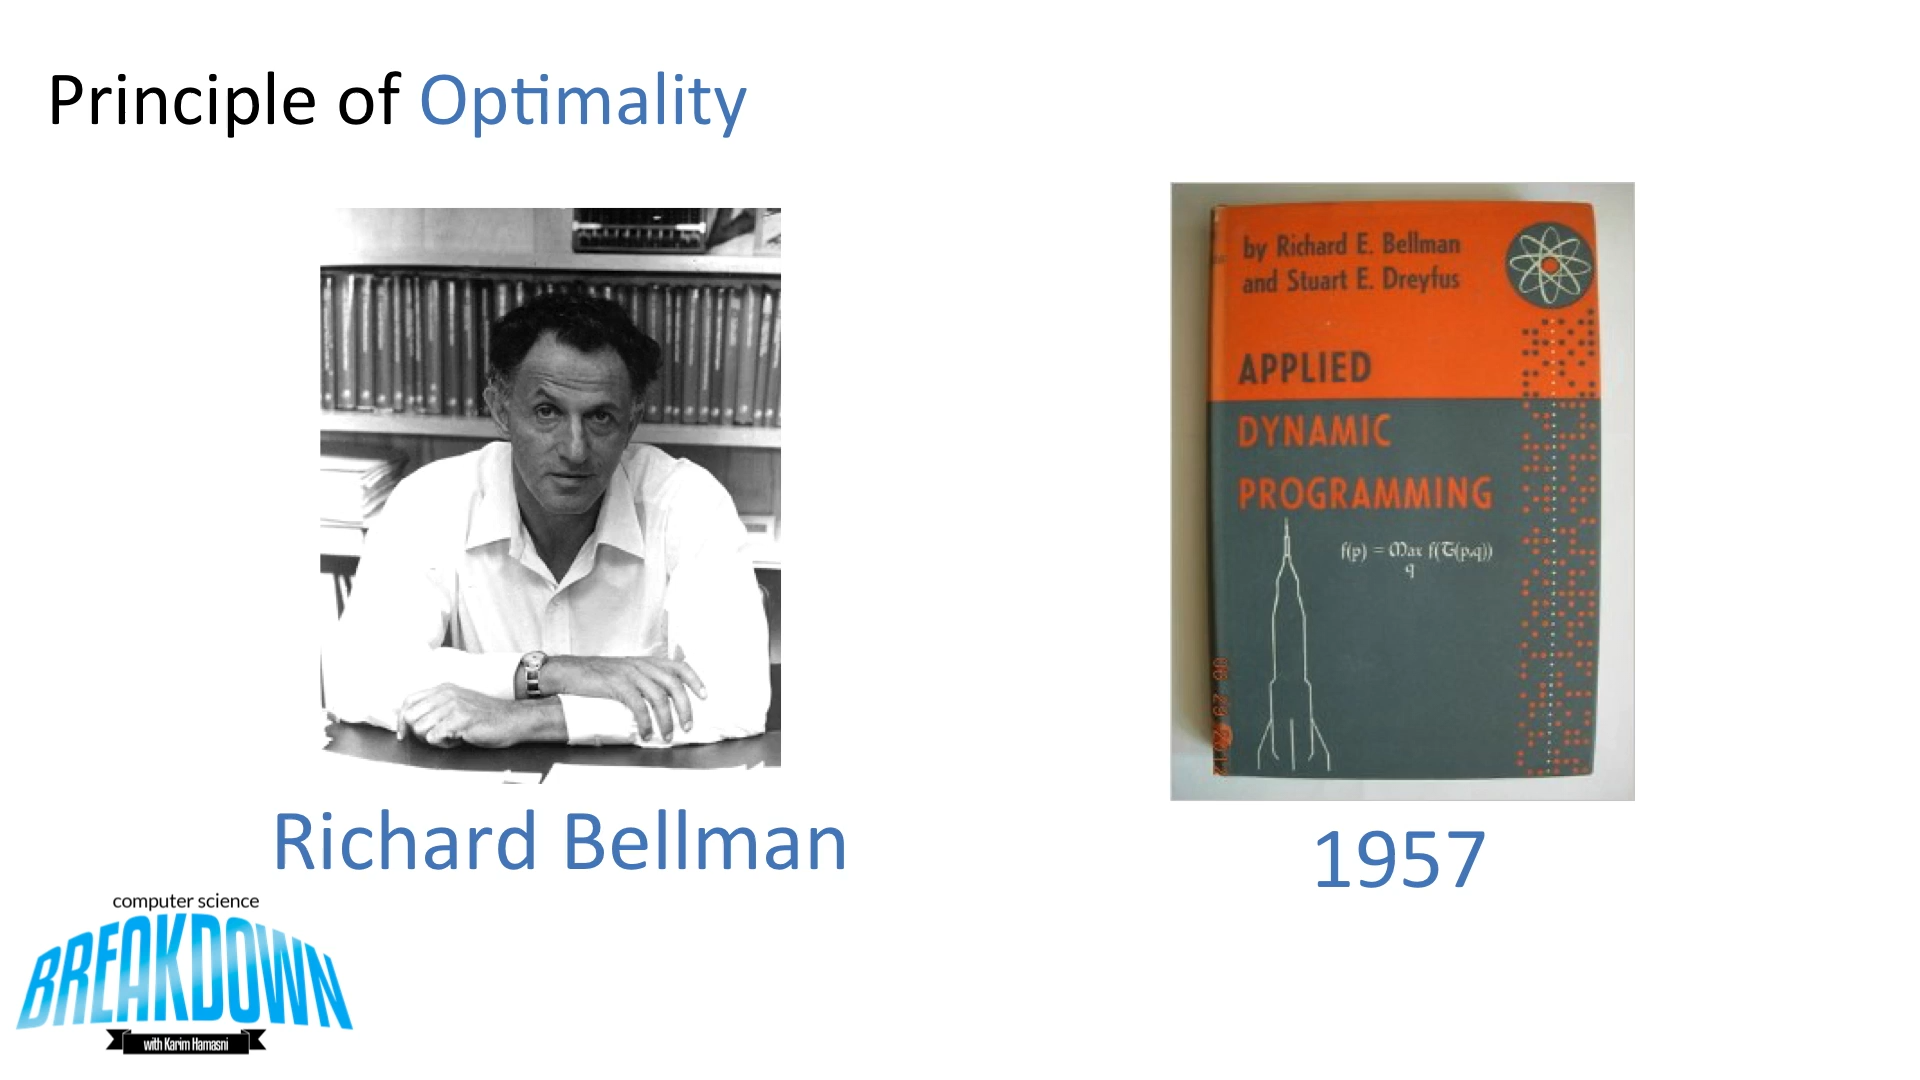 Principle of Optimality
by Richard E. Bellman
and Stuart E. Dreyfus
APPLIED
DYNAMIC
PROGRAMMING
f(p) = Max f(T(p,q))
q
Richard Bellman
1957
computer science
BREAKDOWN
with Karim Hamasni